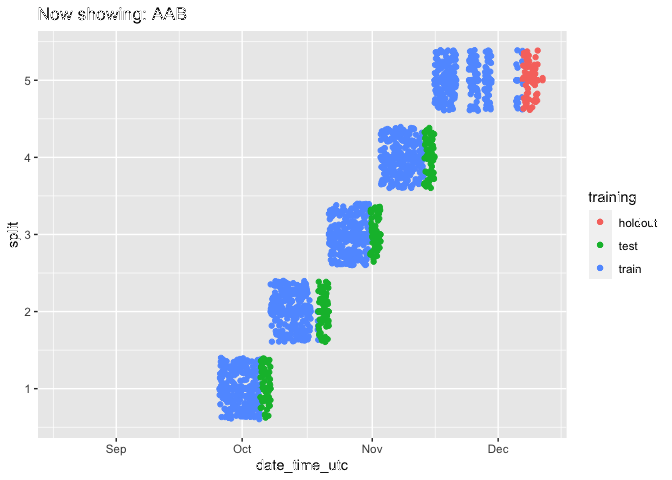 Now showing: AAB
5
4
3
2
1
split
Sep Oct Nov Dec
date_time_utc
training
holdout
test
train